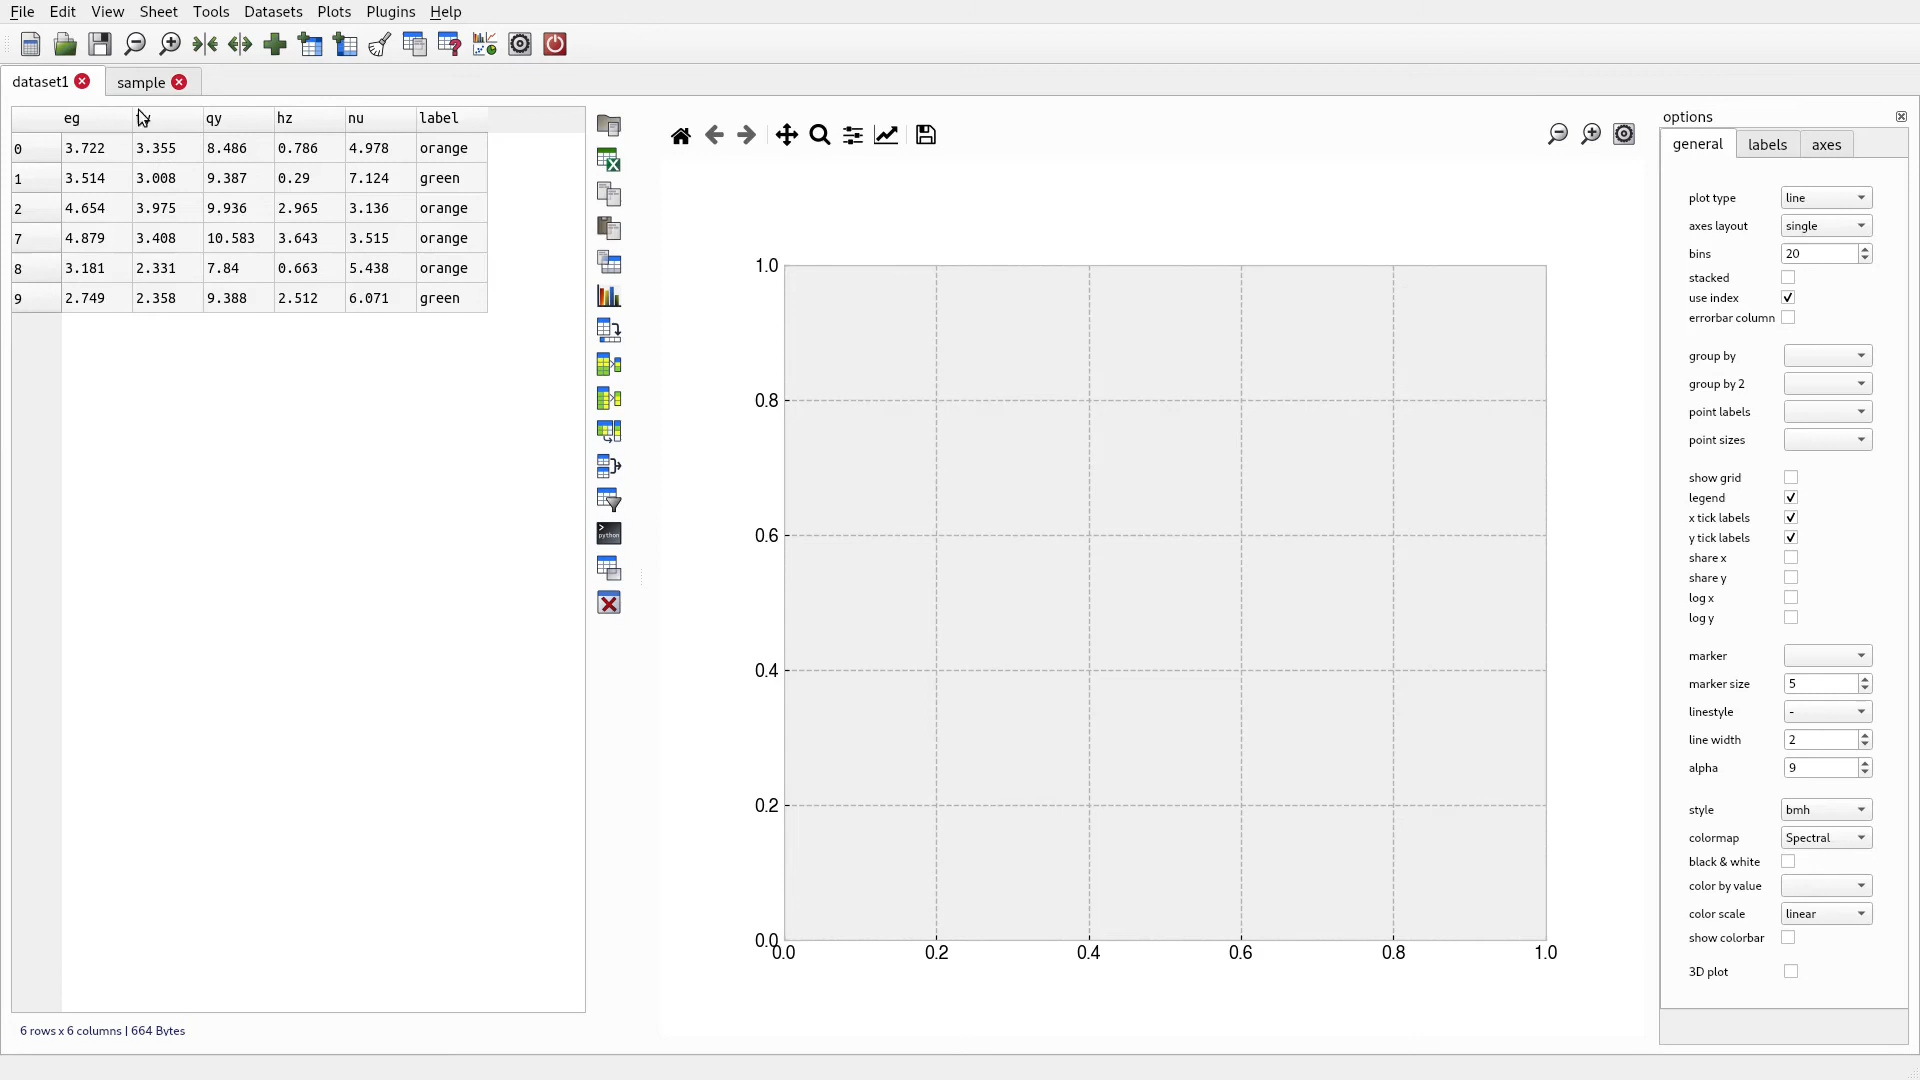 File Edit View Sheet Tools Datasets Plots Plugins Help
dataset1 sample
eg qy hz nu label
0 3.722 3.355 8.486 0.786 4.978 orange
1 3.514 3.008 9.387 0.29 7.124 green
2 4.654 3.975 9.936 2.965 3.136 orange
7 4.879 3.408 10.583 3.643 3.515 orange
8 3.181 2.331 7.84 0.663 5.438 orange
9 2.749 2.358 9.388 2.512 6.071 green
6 rows x 6 columns | 664 Bytes
python
1.0
0.8
0.6
0.4
0.2
0.0
0.0 0.2 0.4 0.6 0.8 1.0
options
general labels axes
plot type line
axes layout single
bins 20
stacked
use index
errorbar column
group by
group by 2
point labels
point sizes
show grid
legend
x tick labels
y tick labels
share x
share y
log x
log y
marker
marker size 5
linestyle -
line width 2
alpha 9
style bmh
colormap Spectral
black & white
color by value
color scale linear
show colorbar
3D plot